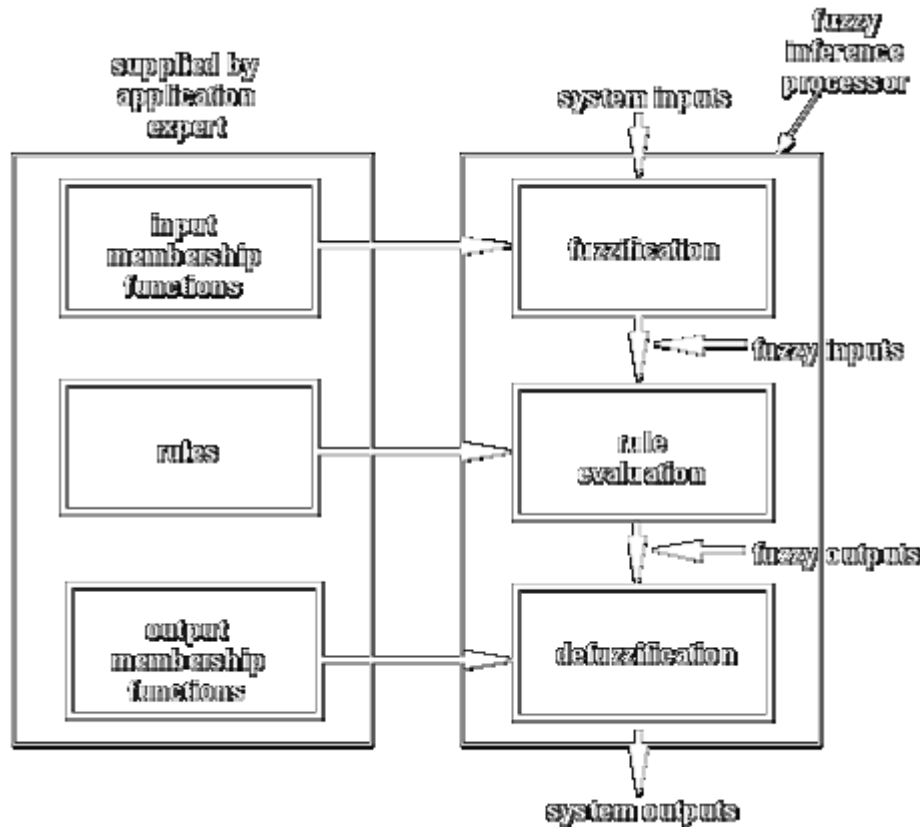 supplied by
application
expert
fuzzy
inference
processor
system inputs
input
membership
functions
fuzzification
fuzzy inputs
rules
rule
evaluation
fuzzy outputs
output
membership
functions
defuzzification
system outputs